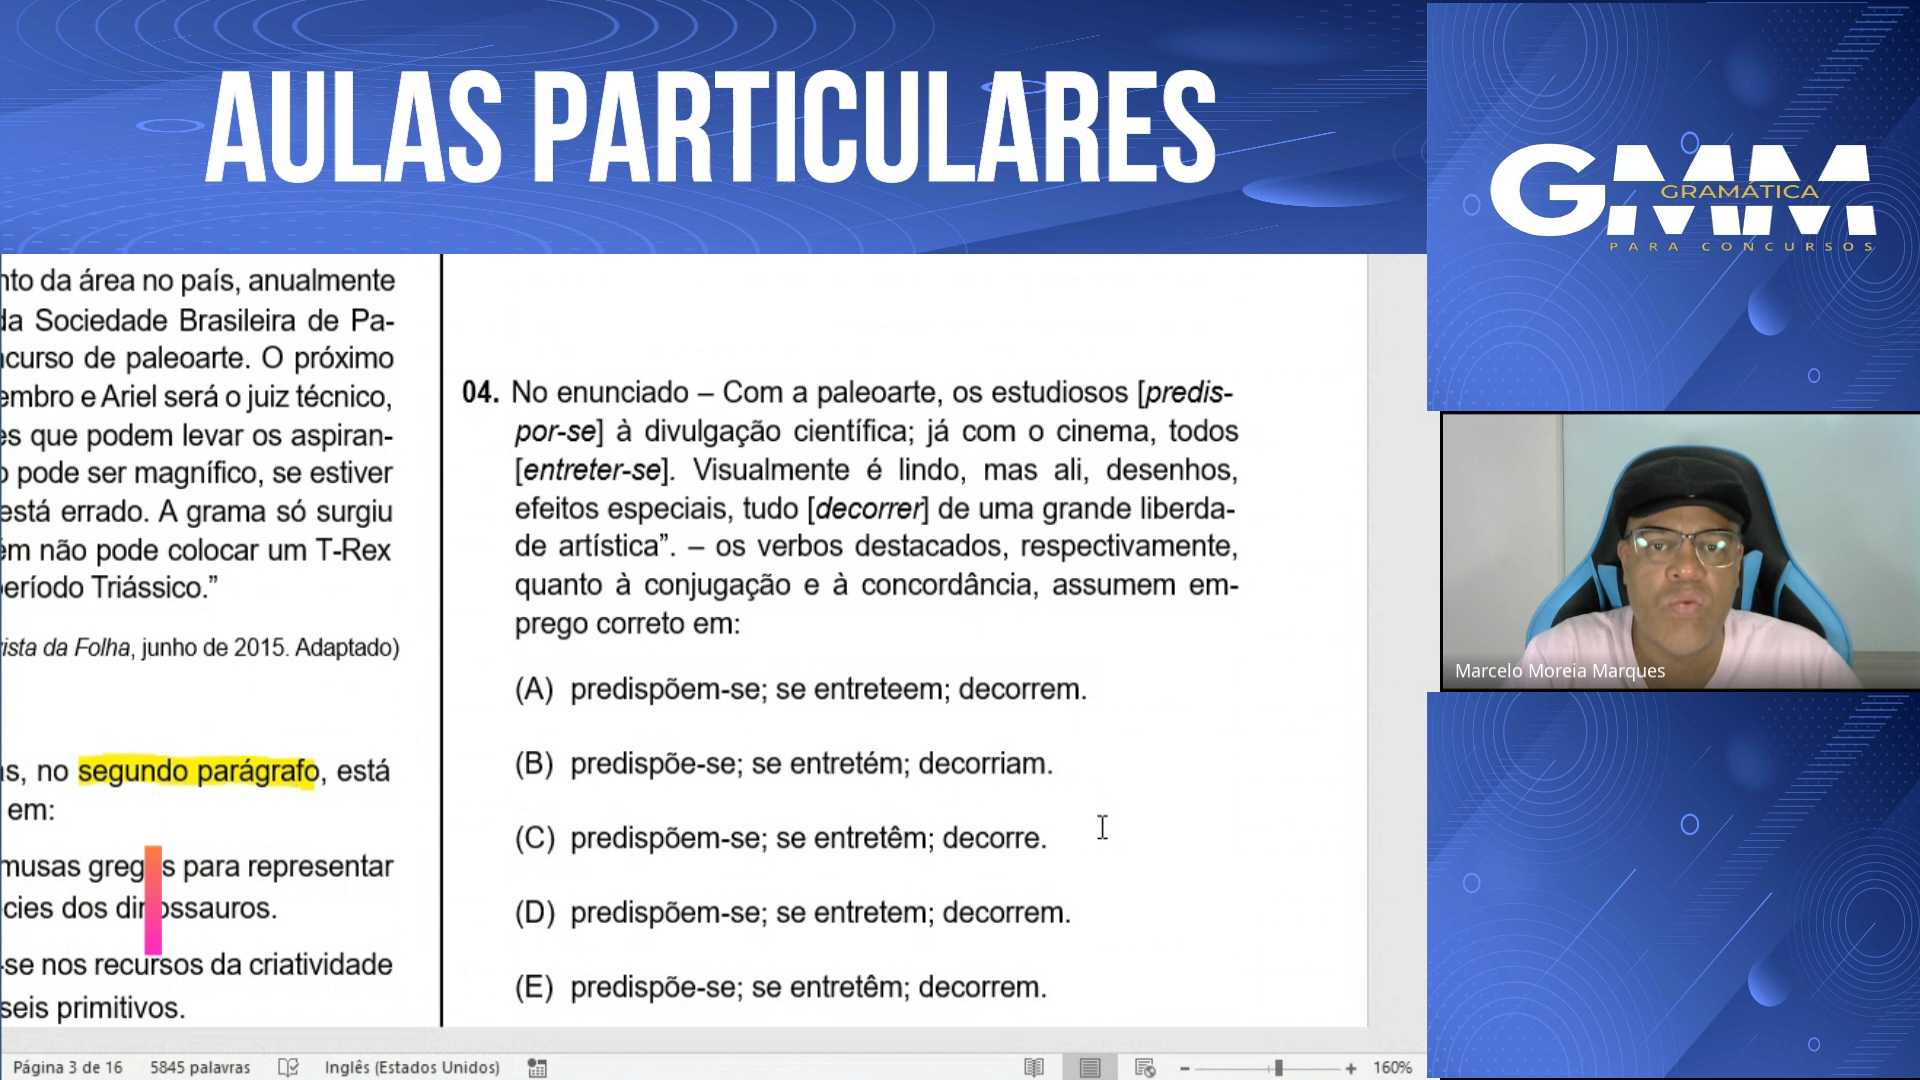 AULAS PARTICULARES
GMM
GRAMÁTICA
PARA CONCURSOS
nto da área no país, anualmente
da Sociedade Brasileira de Pa-
ncurso de paleoarte. O próximo
embro e Ariel será o juiz técnico,
es que podem levar os aspiran-
o pode ser magnífico, se estiver
está errado. A grama só surgiu
ém não pode colocar um T-Rex
período Triássico.”
vista da Folha, junho de 2015. Adaptado)
as, no segundo parágrafo, está
em:
musas gregas para representar
cies dos dinossauros.
-se nos recursos da criatividade
seis primitivos.
04. No enunciado – Com a paleoarte, os estudiosos [predis-
por-se] à divulgação científica; já com o cinema, todos
[entreter-se]. Visualmente é lindo, mas ali, desenhos,
efeitos especiais, tudo [decorrer] de uma grande liberda-
de artística”. – os verbos destacados, respectivamente,
quanto à conjugação e à concordância, assumem em-
prego correto em:
(A) predispõem-se; se entreteem; decorrem.
(B) predispõe-se; se entretém; decorriam.
(C) predispõem-se; se entretêm; decorre.
(D) predispõem-se; se entretem; decorrem.
(E) predispõe-se; se entretêm; decorrem.
Marcelo Moreia Marques
Página 3 de 16 5845 palavras Inglês (Estados Unidos) 160%